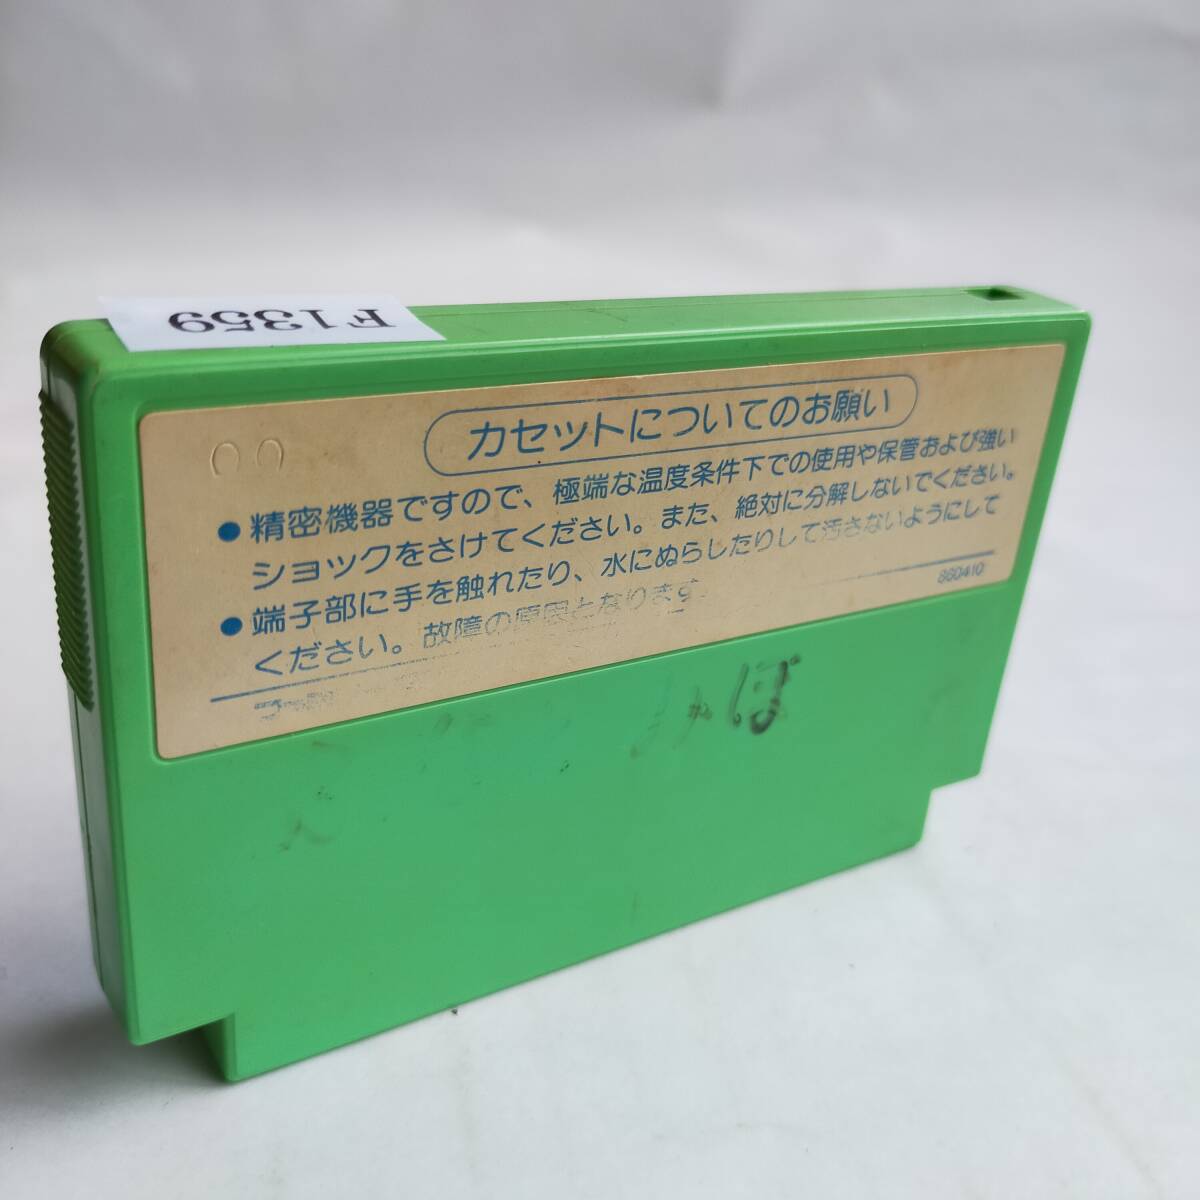 F1359
カセットについてのお願い
●精密機器ですので、極端な温度条件下での使用や保管および強い
ショックをさけてください。また、絶対に分解しないでください。
●端子部に手を触れたり、水にぬらしたりして汚さないようにして
ください。故障の原因となります。
860410
ぼ